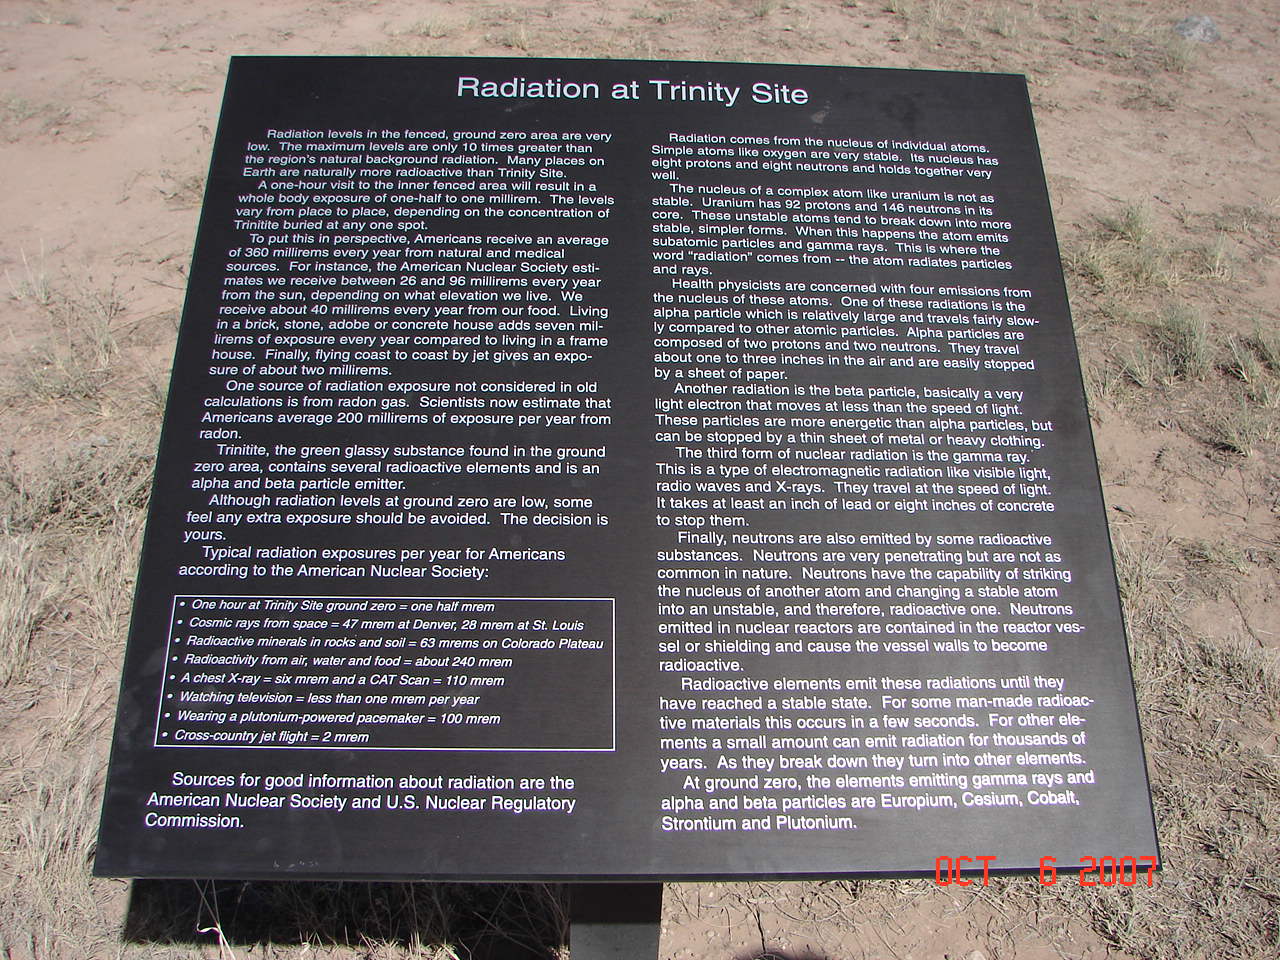 Radiation at Trinity Site
Radiation levels in the fenced, ground zero area are very
low. The maximum levels are only 10 times greater than
the region's natural background radiation. Many places on
Earth are naturally more radioactive than Trinity Site.
A one-hour visit to the inner fenced area will result in a
whole body exposure of one-half to one millirem. The levels
vary from place to place, depending on the concentration of
Trinitite buried at any one spot.
To put this in perspective, Americans receive an average
of 360 millirems every year from natural and medical
sources. For instance, the American Nuclear Society esti-
mates we receive between 26 and 96 millirems every year
from the sun, depending on what elevation we live. We
receive about 40 millirems every year from our food. Living
in a brick, stone, adobe or concrete house adds seven mil-
lirems of exposure every year compared to living in a frame
house. Finally, flying coast to coast by jet gives an expo-
sure of about two millirems.
One source of radiation exposure not considered in old
calculations is from radon gas. Scientists now estimate that
Americans average 200 millirems of exposure per year from
radon.
Trinitite, the green glassy substance found in the ground
zero area, contains several radioactive elements and is an
alpha and beta particle emitter.
Although radiation levels at ground zero are low, some
feel any extra exposure should be avoided. The decision is
yours.
Typical radiation exposures per year for Americans
according to the American Nuclear Society:
• One hour at Trinity Site ground zero = one half mrem
• Cosmic rays from space = 47 mrem at Denver, 28 mrem at St. Louis
• Radioactive minerals in rocks and soil = 63 mrems on Colorado Plateau
• Radioactivity from air, water and food = about 240 mrem
• A chest X-ray = six mrem and a CAT Scan = 110 mrem
• Watching television = less than one mrem per year
• Wearing a plutonium-powered pacemaker = 100 mrem
• Cross-country jet flight = 2 mrem
Sources for good information about radiation are the
American Nuclear Society and U.S. Nuclear Regulatory
Commission.
Radiation comes from the nucleus of individual atoms.
Simple atoms like oxygen are very stable. Its nucleus has
eight protons and eight neutrons and holds together very
well.
The nucleus of a complex atom like uranium is not as
stable. Uranium has 92 protons and 146 neutrons in its
core. These unstable atoms tend to break down into more
stable, simpler forms. When this happens the atom emits
subatomic particles and gamma rays. This is where the
word "radiation" comes from -- the atom radiates particles
and rays.
Health physicists are concerned with four emissions from
the nucleus of these atoms. One of these radiations is the
alpha particle which is relatively large and travels fairly slow-
ly compared to other atomic particles. Alpha particles are
composed of two protons and two neutrons. They travel
about one to three inches in the air and are easily stopped
by a sheet of paper.
Another radiation is the beta particle, basically a very
light electron that moves at less than the speed of light.
These particles are more energetic than alpha particles, but
can be stopped by a thin sheet of metal or heavy clothing.
The third form of nuclear radiation is the gamma ray.
This is a type of electromagnetic radiation like visible light,
radio waves and X-rays. They travel at the speed of light.
It takes at least an inch of lead or eight inches of concrete
to stop them.
Finally, neutrons are also emitted by some radioactive
substances. Neutrons are very penetrating but are not as
common in nature. Neutrons have the capability of striking
the nucleus of another atom and changing a stable atom
into an unstable, and therefore, radioactive one. Neutrons
emitted in nuclear reactors are contained in the reactor ves-
sel or shielding and cause the vessel walls to become
radioactive.
Radioactive elements emit these radiations until they
have reached a stable state. For some man-made radioac-
tive materials this occurs in a few seconds. For other ele-
ments a small amount can emit radiation for thousands of
years. As they break down they turn into other elements.
At ground zero, the elements emitting gamma rays and
alpha and beta particles are Europium, Cesium, Cobalt,
Strontium and Plutonium.
OCT 6 2007